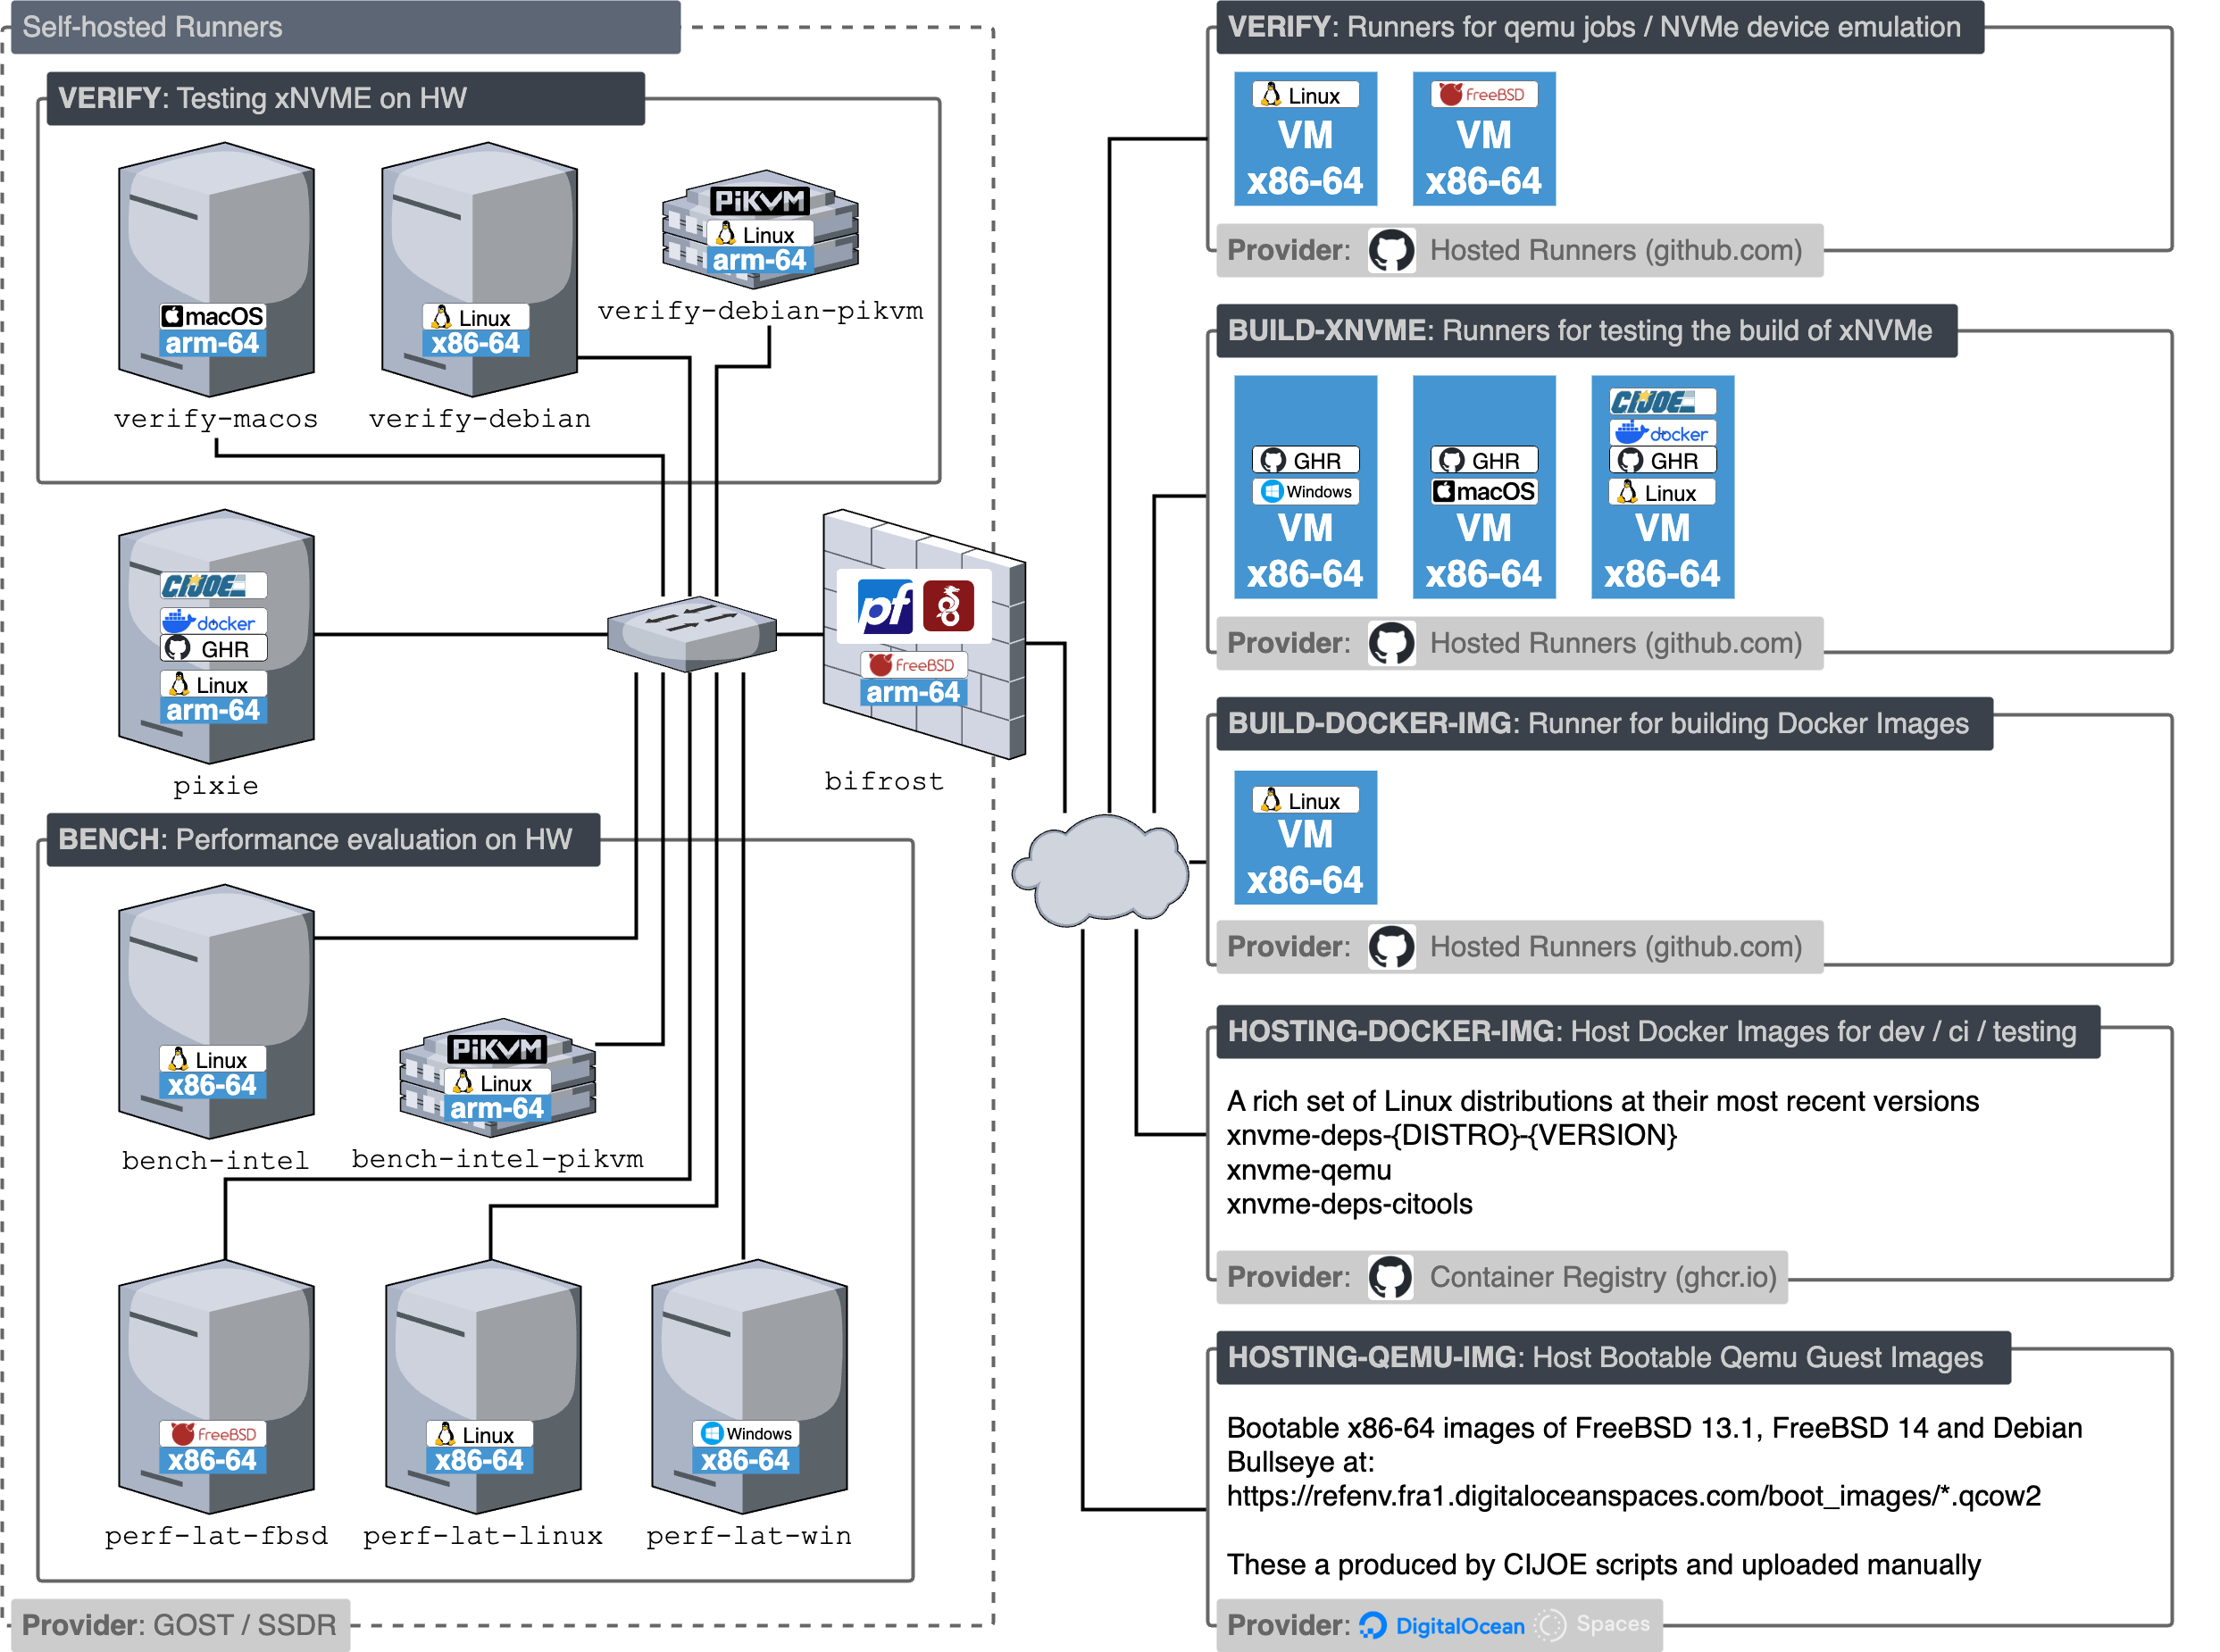 Self-hosted Runners
VERIFY: Testing xNVME on HW
macOS
arm-64
verify-macos
Linux
x86-64
verify-debian
PiKVM
Linux
arm-64
verify-debian-pikvm
CIJOE
docker
GHR
Linux
arm-64
pixie
pf
FreeBSD
arm-64
bifrost
BENCH: Performance evaluation on HW
Linux
x86-64
bench-intel
PiKVM
Linux
arm-64
bench-intel-pikvm
FreeBSD
x86-64
perf-lat-fbsd
Linux
x86-64
perf-lat-linux
Windows
x86-64
perf-lat-win
Provider: GOST / SSDR
VERIFY: Runners for qemu jobs / NVMe device emulation
Linux
VM
x86-64
FreeBSD
VM
x86-64
Provider: Hosted Runners (github.com)
BUILD-XNVME: Runners for testing the build of xNVMe
GHR
Windows
VM
x86-64
GHR
macOS
VM
x86-64
CIJOE
docker
GHR
Linux
VM
x86-64
Provider: Hosted Runners (github.com)
BUILD-DOCKER-IMG: Runner for building Docker Images
Linux
VM
x86-64
Provider: Hosted Runners (github.com)
HOSTING-DOCKER-IMG: Host Docker Images for dev / ci / testing
A rich set of Linux distributions at their most recent versions
xnvme-deps-{DISTRO}-{VERSION}
xnvme-qemu
xnvme-deps-citools
Provider: Container Registry (ghcr.io)
HOSTING-QEMU-IMG: Host Bootable Qemu Guest Images
Bootable x86-64 images of FreeBSD 13.1, FreeBSD 14 and Debian
Bullseye at:
https://refenv.fra1.digitaloceanspaces.com/boot_images/*.qcow2
These a produced by CIJOE scripts and uploaded manually
Provider: DigitalOcean Spaces